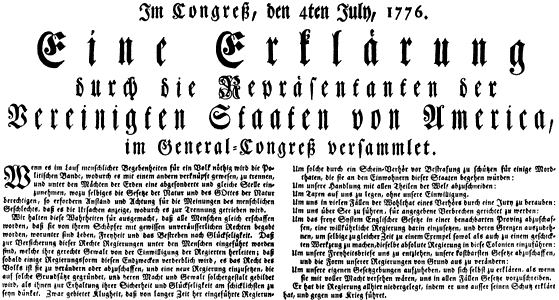 Im Congreß, den 4ten July, 1776.
Eine Erklärung
durch die Repräsentanten der
Vereinigten Staaten von America,
im General-Congreß versammlet.
Wenn es im Lauf menschlicher Begebenheiten für ein Volk nöthig wird die Po-
litischen Bande, wodurch es mit einem andern verknüpft gewesen, zu trennen,
und unter den Mächten der Erden eine abgesonderte und gleiche Stelle ein-
zunehmen, wozu selbiges die Gesetze der Natur und des GOttes der Natur
berechtigen, so erfordern Anstand und Achtung für die Meinungen des menschlichen
Geschlechts, daß es die Ursachen anzeige, wodurch es zur Trennung getrieben wird.
Wir halten diese Wahrheiten für ausgemacht, daß alle Menschen gleich erschaffen
worden, daß sie von ihrem Schöpfer mit gewissen unveräusserlichen Rechten begabt
worden, worunter sind Leben, Freyheit und das Bestreben nach Glückseligkeit. Daß
zur Versicherung dieser Rechte Regierungen unter den Menschen eingeführt worden
sind, welche ihre gerechte Gewalt von der Einwilligung der Regierten herleiten; daß
sobald einige Regierungsform diesen Endzwecken verderblich wird, es das Recht des
Volks ist sie zu verändern oder abzuschaffen, und eine neue Regierung einzusetzen, die
auf solche Grundsätze gegründet, und deren Macht und Gewalt solchergestalt gebildet
wird, als ihnen zur Erhaltung ihrer Sicherheit und Glückseligkeit am schicklichsten zu
seyn dünket. Zwar gebietet Klugheit, daß von langer Zeit her eingeführte Regierun-
Um solche durch ein Schein-Verhör vor Bestrafung zu schützen für einige Mord-
thaten, die sie an den Einwohnern dieser Staaten begehen würden:
Um unsere Handlung mit allen Theilen der Welt abzuschneiden:
Um Taxen auf uns zu legen, ohne unsere Einwilligung:
Um uns in vielen Fällen der Wohlthat eines Verhörs durch eine Jury zu berauben:
Um uns über See zu führen, für angegebene Verbrechen gerichtet zu werden:
Um das freye System Englischer Gesetze in einer benachbarten Provinz abzuschaf-
fen, eine willkührliche Regierung darin einzusetzen, und deren Grenzen auszudeh-
nen, um selbige zu gleicher Zeit zu einem Exempel sowol als auch zu einem geschick-
ten Werkzeug zu machen, dieselbe absolute Regierung in diese Colonien einzuführen:
Um unsere Freyheitsbriefe uns zu entziehen, unsere kostbarsten Gesetze abzuschaffen,
und die Form unserer Regierungen von Grund aus zu verändern:
Um unsere eigenen Gesetzgebungen aufzuheben, und sich selbst zu erklären, als wenn
sie mit voller Macht versehen wären, uns in allen Fällen Gesetze vorzuschreiben.
Er hat die Regierung allhier niedergelegt, indem er uns ausser seinen Schutz erklärt
hat, und gegen uns Krieg führet.